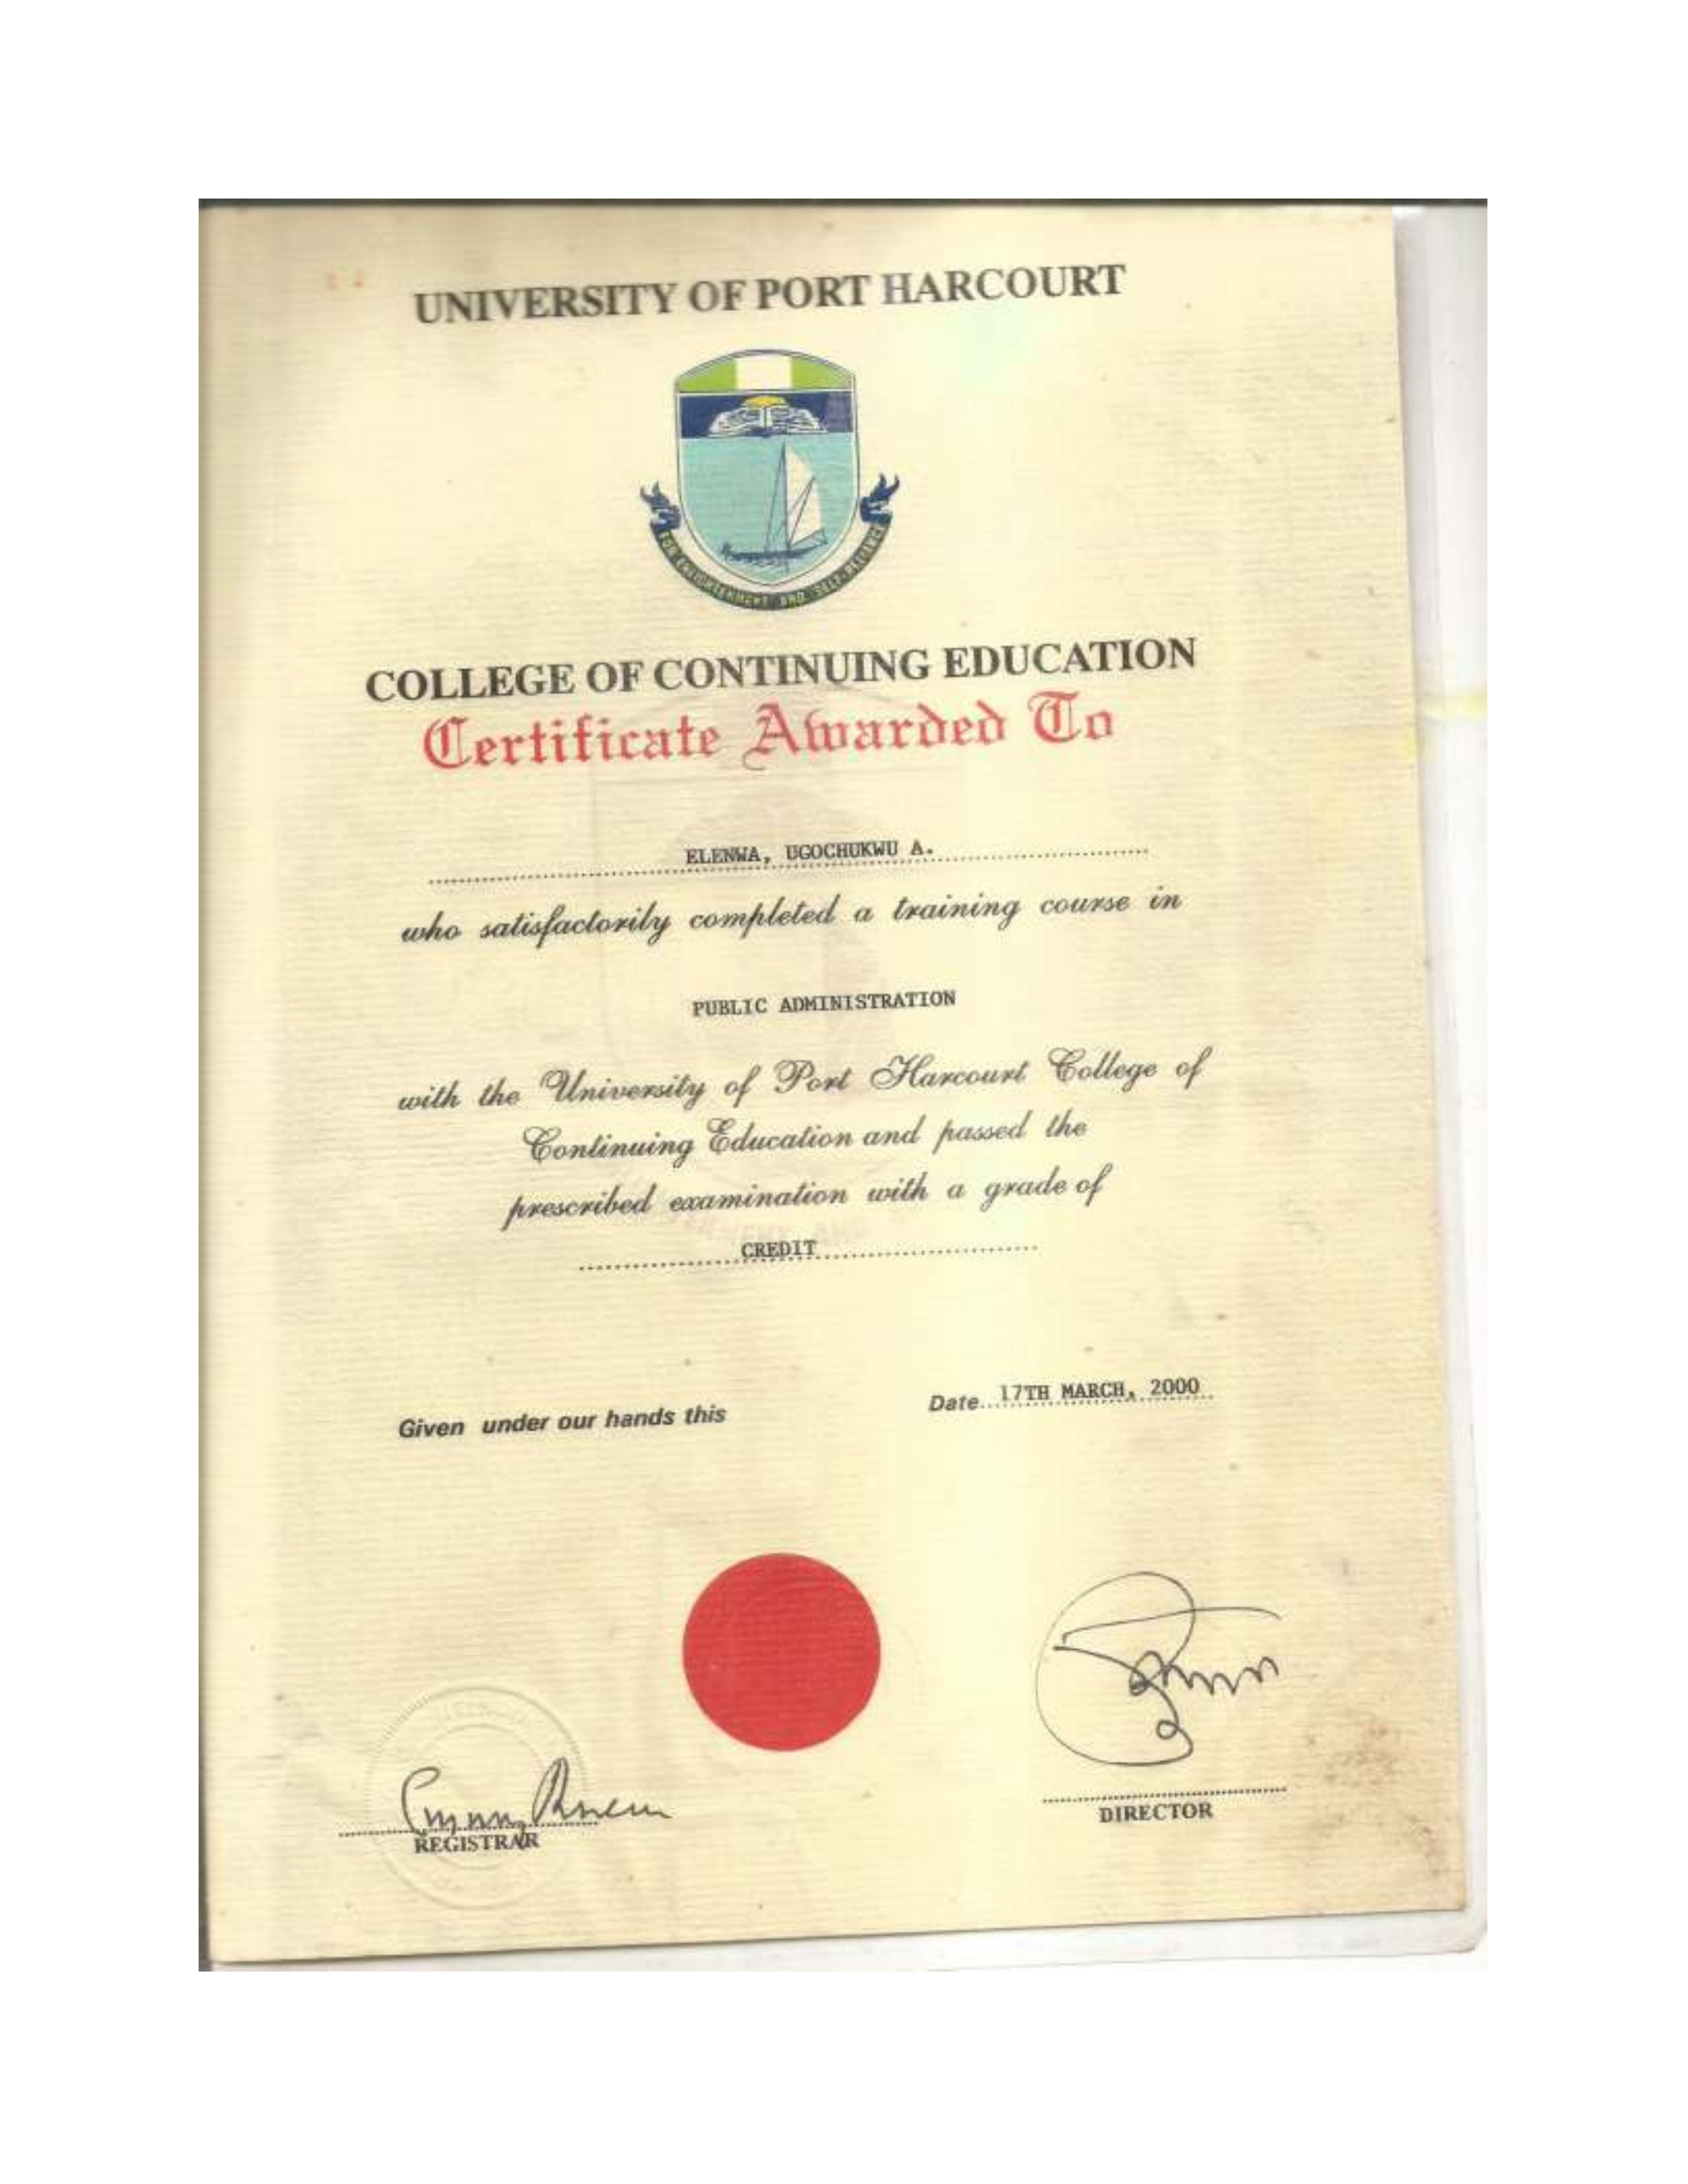 UNIVERSITY OF PORT HARCOURT
FOR ENLIGHTENMENT AND SELF-RELIANCE
COLLEGE OF CONTINUING EDUCATION
Certificate Awarded To
ELENWA, UGOCHUKWU A.
who satisfactorily completed a training course in
PUBLIC ADMINISTRATION
with the University of Port Harcourt College of
Continuing Education and passed the
prescribed examination with a grade of
CREDIT
Given under our hands this
Date 17TH MARCH, 2000
REGISTRAR
DIRECTOR